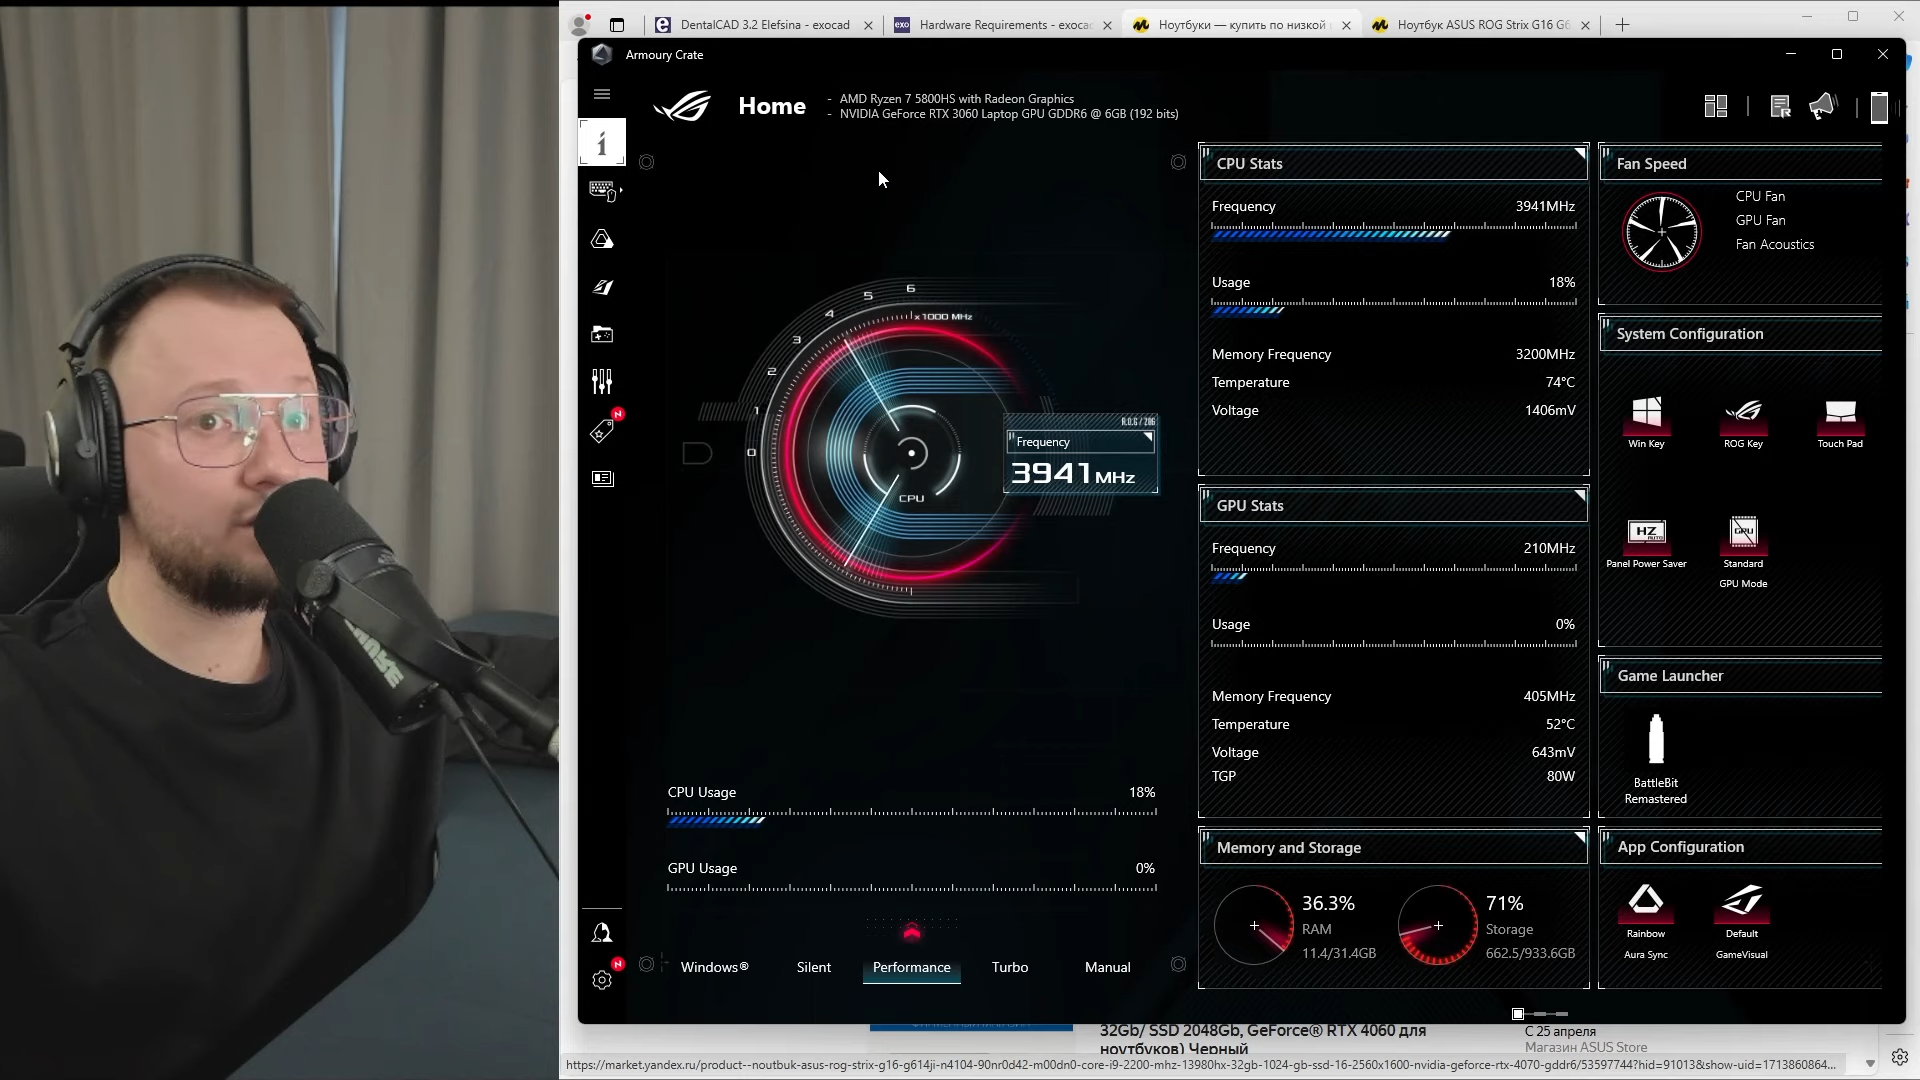 DentalCAD 3.2 Elefsina - exocad
Hardware Requirements - exoca
Ноутбуки — купить по низкой
Ноутбук ASUS ROG Strix G16 G6
Armoury Crate
Home
- AMD Ryzen 7 5800HS with Radeon Graphics
- NVIDIA GeForce RTX 3060 Laptop GPU GDDR6 @ 6GB (192 bits)
CPU Stats
Frequency 3941MHz
Usage 18%
Memory Frequency 3200MHz
Temperature 74°C
Voltage 1406mV
Fan Speed
CPU Fan
GPU Fan
Fan Acoustics
System Configuration
Win Key
ROG Key
Touch Pad
HZ AUTO
Panel Power Saver
GPU
Standard
GPU Mode
0
1
2
3
4
5
6
x1000 MHz
CPU
R.O.G / 286
Frequency
3941 MHz
GPU Stats
Frequency 210MHz
Usage 0%
Memory Frequency 405MHz
Temperature 52°C
Voltage 643mV
TGP 80W
Game Launcher
BattleBit
Remastered
CPU Usage 18%
GPU Usage 0%
Windows®
Silent
Performance
Turbo
Manual
Memory and Storage
36.3%
RAM
11.4/31.4GB
71%
Storage
662.5/933.6GB
App Configuration
Rainbow
Aura Sync
Default
GameVisual
32Gb/ SSD 2048Gb, GeForce® RTX 4060 для
ноутбуков) Черный
С 25 апреля
Магазин ASUS Store
https://market.yandex.ru/product--noutbuk-asus-rog-strix-g16-g614ji-n4104-90nr0d42-m00dn0-core-i9-2200-mhz-13980hx-32gb-1024-gb-ssd-16-2560x1600-nvidia-geforce-rtx-4070-gddr6/53597744?hid=91013&show-uid=1713860864...